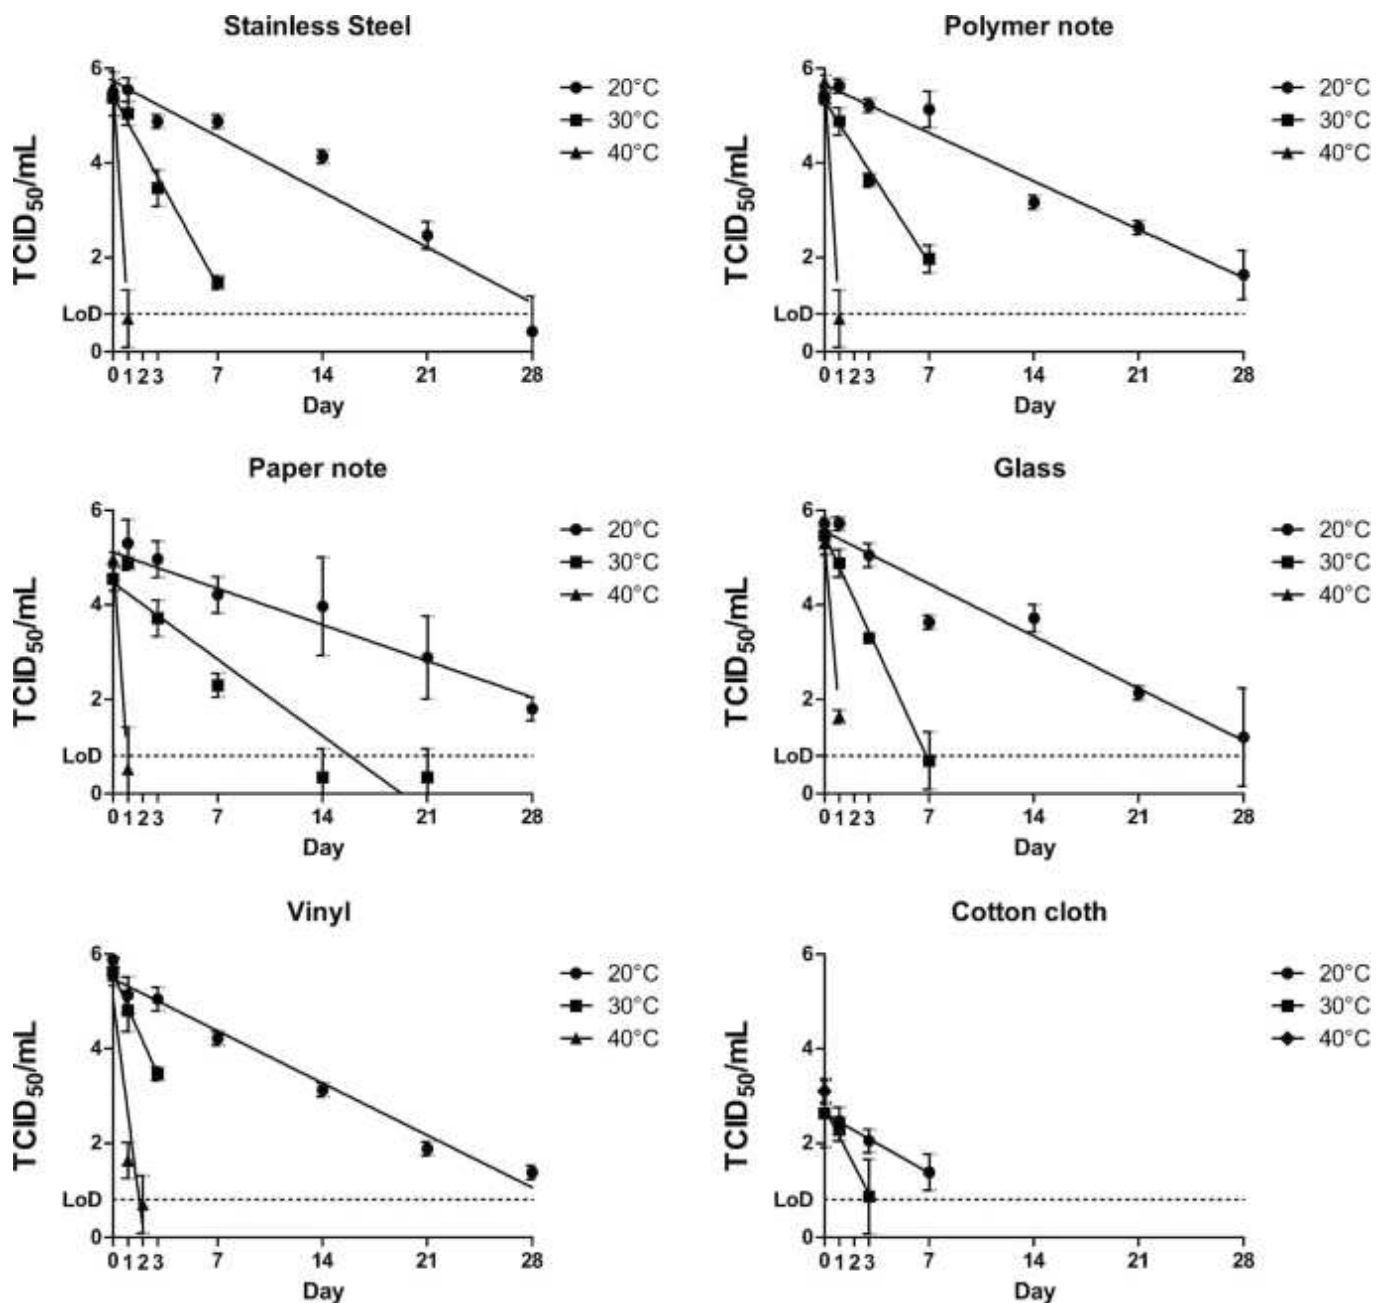 Stainless Steel
TCID50/mL
6
4
2
LoD
0
0 1 2 3 7 14 21 28
Day
20°C
30°C
40°C
Polymer note
TCID50/mL
6
4
2
LoD
0
0 1 2 3 7 14 21 28
Day
20°C
30°C
40°C
Paper note
TCID50/mL
6
4
2
LoD
0
0 1 2 3 7 14 21 28
Day
20°C
30°C
40°C
Glass
TCID50/mL
6
4
2
LoD
0
0 1 2 3 7 14 21 28
Day
20°C
30°C
40°C
Vinyl
TCID50/mL
6
4
2
LoD
0
0 1 2 3 7 14 21 28
Day
20°C
30°C
40°C
Cotton cloth
TCID50/mL
6
4
2
LoD
0
0 1 2 3 7 14 21 28
Day
20°C
30°C
40°C